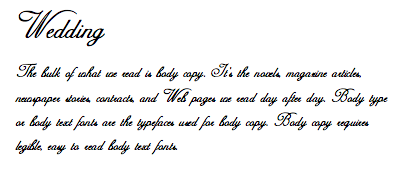 Wedding
The bulk of what we read is body copy. It's the novels, magazine articles,
newspaper stories, contracts, and Web pages we read day after day. Body type
or body text fonts are the typefaces used for body copy. Body copy requires
legible, easy to read body text fonts.